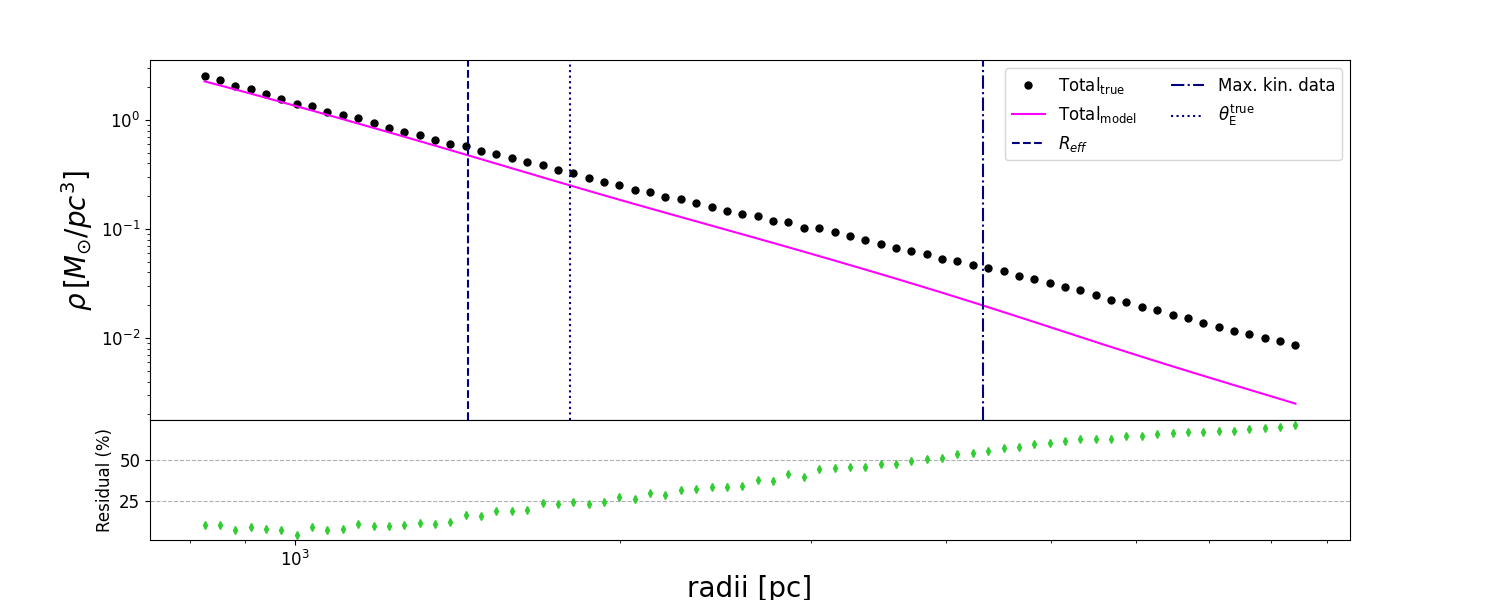 ρ [M⊙/pc³]
10⁰
10⁻¹
10⁻²
Total_true
Total_model
R_eff
Max. kin. data
θ_E^true
Residual (%)
50
25
10³
radii [pc]